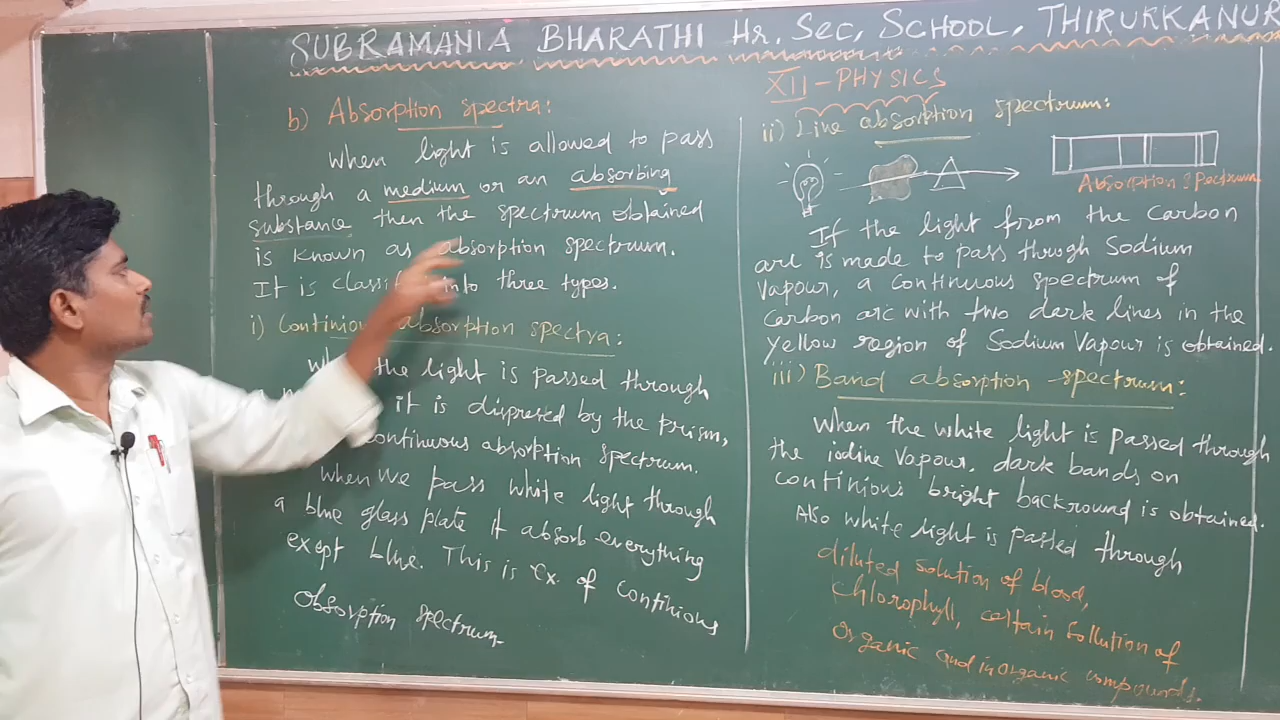 SUBRAMANIA BHARATHI Hr. Sec, SCHOOL, THIRUKKANUR
XII - PHYSICS
b) Absorption spectra:
When light is allowed to pass
through a medium or an absorbing
substance then the spectrum obtained
is known as absorption spectrum.
It is into three types.
i) absorption spectra:
the light is passed through
it is dispresed by the prism,
continuous absorption spectrum.
When we pass white light through
a blue glass plate it absorb everything
exept blue. This is Ex. of continious
Obsorption spectrum.
ii) Line absorption spectrum:
Absorption spectrum
If the light from the Carbon
arc is made to pass through Sodium
Vapour, a continuous spectrum of
Carbon arc with two dark lines in the
yellow region of Sodium Vapour is obtained.
iii) Band absorption spectrum:
When the white light is passed through
the iodine Vapour, dark bands on
continious bright background is obtained.
Also white light is passed through
diluted solution of blood,
Chlorophyll, certain sollution of
Organic and inorganic compounds.